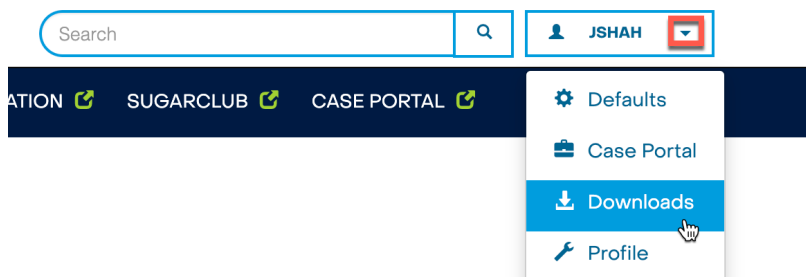 Search
JSHAH
ATION
SUGARCLUB
CASE PORTAL
Defaults
Case Portal
Downloads
Profile